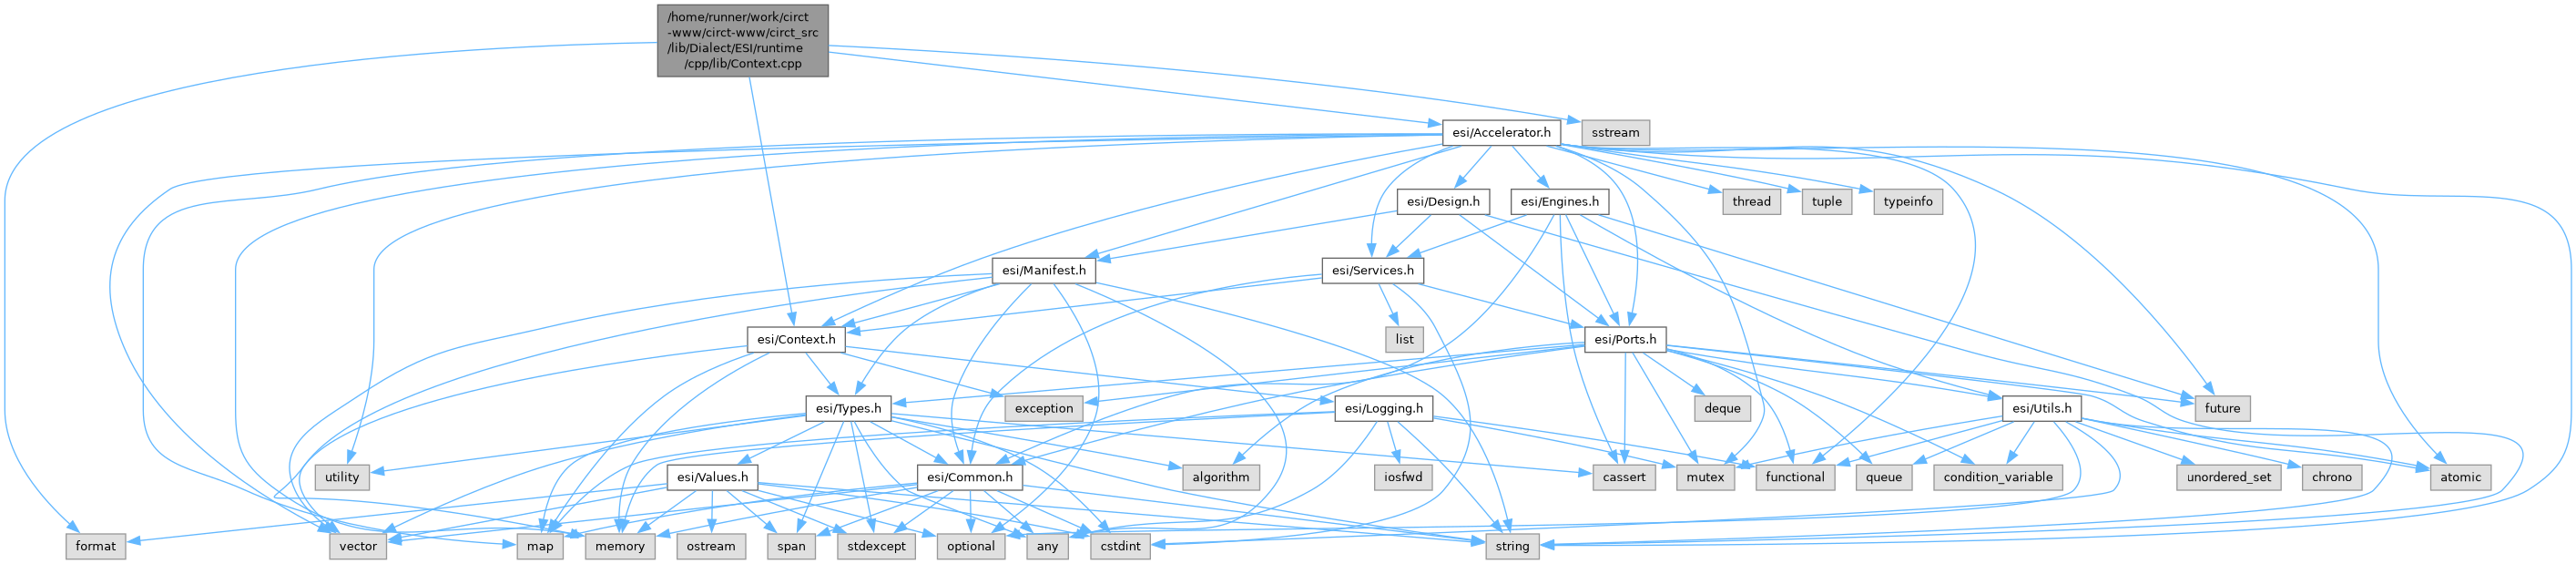 /home/runner/work/circt
-www/circt-www/circt_src
/lib/Dialect/ESI/runtime
/cpp/lib/Context.cpp
esi/Accelerator.h
sstream
esi/Design.h
esi/Engines.h
thread
tuple
typeinfo
esi/Manifest.h
esi/Services.h
esi/Context.h
list
esi/Ports.h
esi/Types.h
exception
esi/Logging.h
deque
esi/Utils.h
future
utility
esi/Values.h
esi/Common.h
algorithm
iosfwd
cassert
mutex
functional
queue
condition_variable
unordered_set
chrono
atomic
format
vector
map
memory
ostream
span
stdexcept
optional
any
cstdint
string